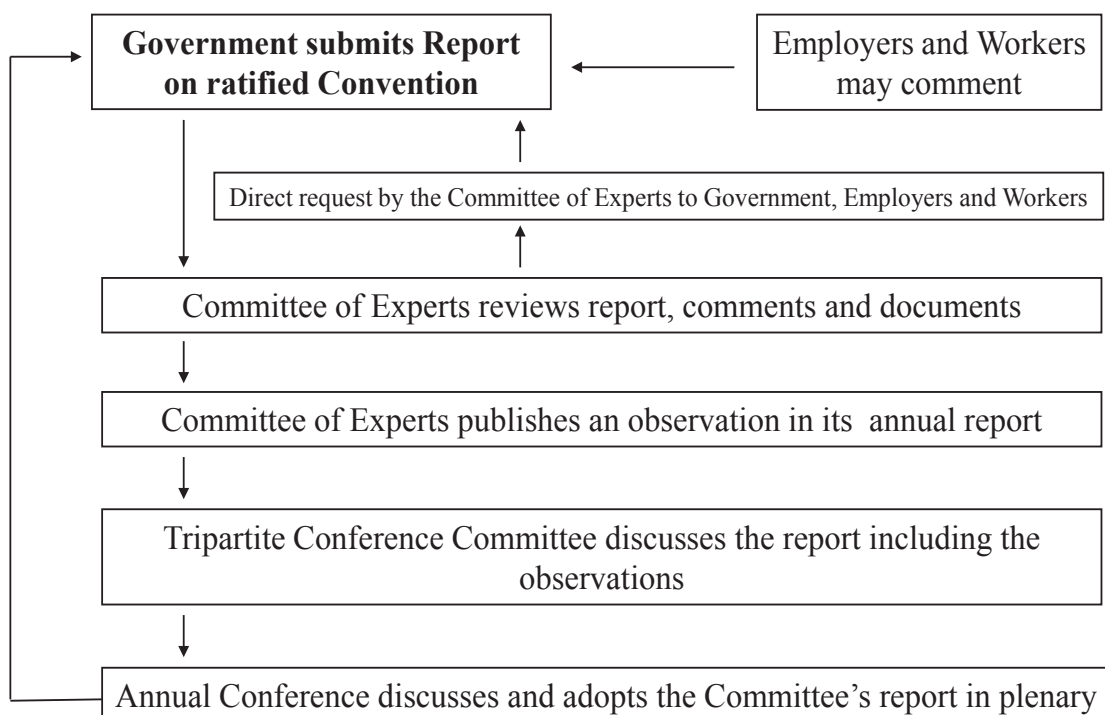 Government submits Report
on ratified Convention
Employers and Workers
may comment
Direct request by the Committee of Experts to Government, Employers and Workers
Committee of Experts reviews report, comments and documents
Committee of Experts publishes an observation in its annual report
Tripartite Conference Committee discusses the report including the
observations
Annual Conference discusses and adopts the Committee’s report in plenary